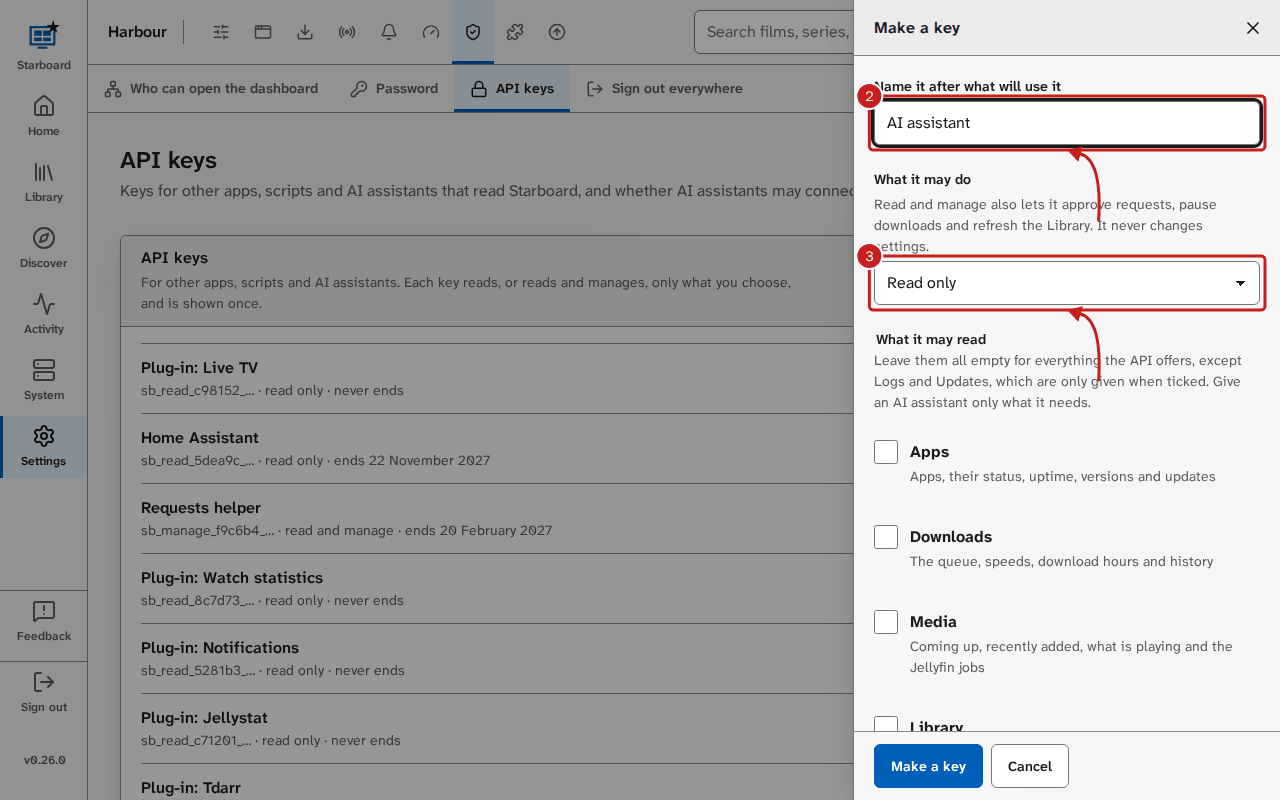 Starboard
Home
Library
Discover
Activity
System
Settings
Feedback
Sign out
v0.26.0
Harbour
Search films, series,
Who can open the dashboard
Password
API keys
Sign out everywhere
API keys
Keys for other apps, scripts and AI assistants that read Starboard, and whether AI assistants may connec
API keys
For other apps, scripts and AI assistants. Each key reads, or reads and manages, only what you choose,
and is shown once.
Plug-in: Live TV
sb_read_c98152_… · read only · never ends
Home Assistant
sb_read_5dea9c_… · read only · ends 22 November 2027
Requests helper
sb_manage_f9c6b4_… · read and manage · ends 20 February 2027
Plug-in: Watch statistics
sb_read_8c7d73_… · read only · never ends
Plug-in: Notifications
sb_read_5281b3_… · read only · never ends
Plug-in: Jellystat
sb_read_c71201_… · read only · never ends
Plug-in: Tdarr
Make a key
Name it after what will use it
2
AI assistant
What it may do
Read and manage also lets it approve requests, pause
downloads and refresh the Library. It never changes
settings.
3
Read only
What it may read
Leave them all empty for everything the API offers, except
Logs and Updates, which are only given when ticked. Give
an AI assistant only what it needs.
Apps
Apps, their status, uptime, versions and updates
Downloads
The queue, speeds, download hours and history
Media
Coming up, recently added, what is playing and the
Jellyfin jobs
Library
Make a key
Cancel